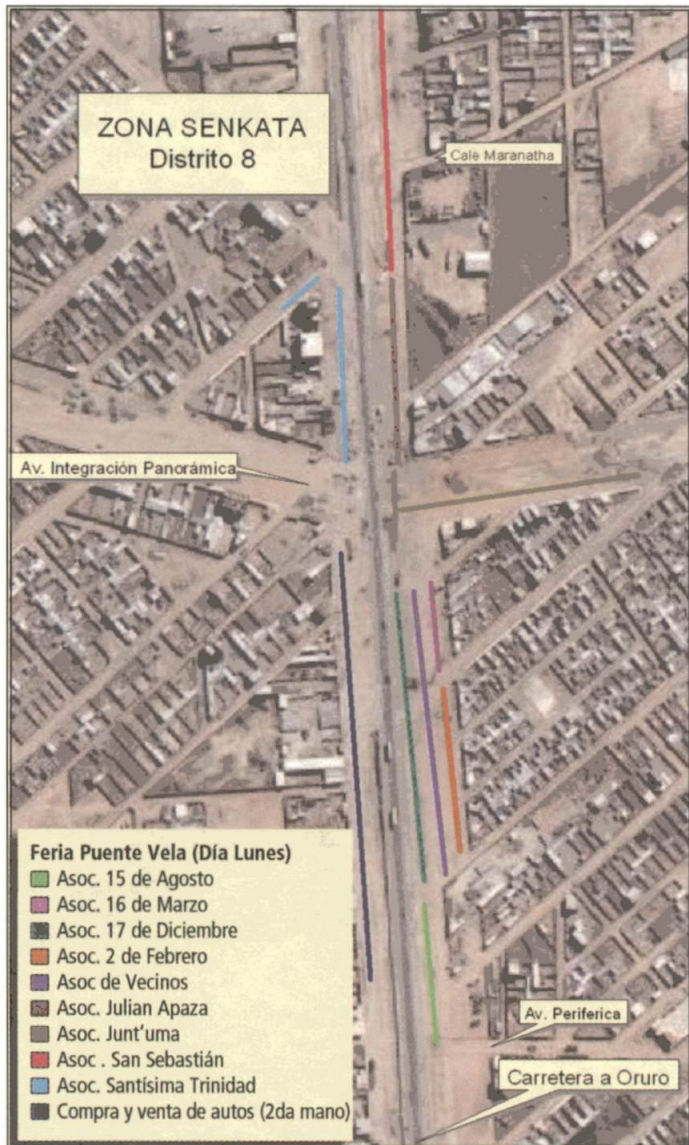 ZONA SENKATA
Distrito 8
Cale Maranatha
Av. Integración Panorámica
Feria Puente Vela (Día Lunes)
Asoc. 15 de Agosto
Asoc. 16 de Marzo
Asoc. 17 de Diciembre
Asoc. 2 de Febrero
Asoc de Vecinos
Asoc. Julian Apaza
Asoc. Junt'uma
Asoc . San Sebastián
Asoc. Santísima Trinidad
Compra y venta de autos (2da mano)
Av. Periferica
Carretera a Oruro